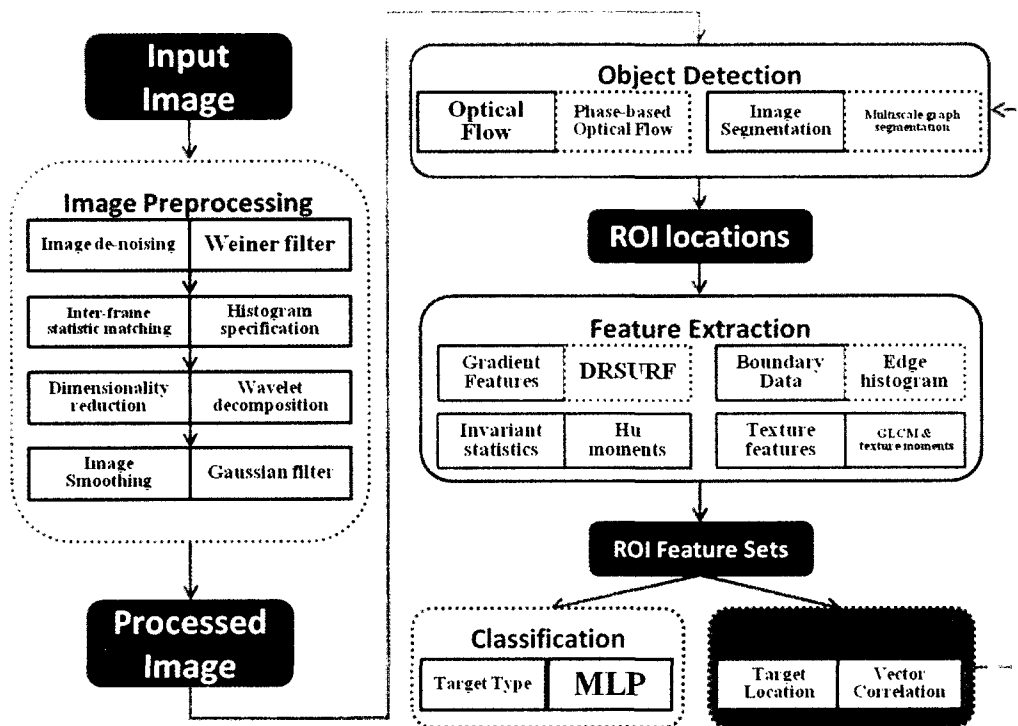 Input
Image
Image Preprocessing
Image de-noising
Weiner filter
Inter-frame
statistic matching
Histogram
specification
Dimensionality
reduction
Wavelet
decomposition
Image
Smoothing
Gaussian filter
Processed
Image
Object Detection
Optical
Flow
Phase-based
Optical Flow
Image
Segmentation
Multiscale graph
segmentation
ROI locations
Feature Extraction
Gradient
Features
DRSURF
Boundary
Data
Edge
histogram
Invariant
statistics
Hu
moments
Texture
features
GLCM &
texture moments
ROI Feature Sets
Classification
Target Type
MLP
Target
Location
Vector
Correlation